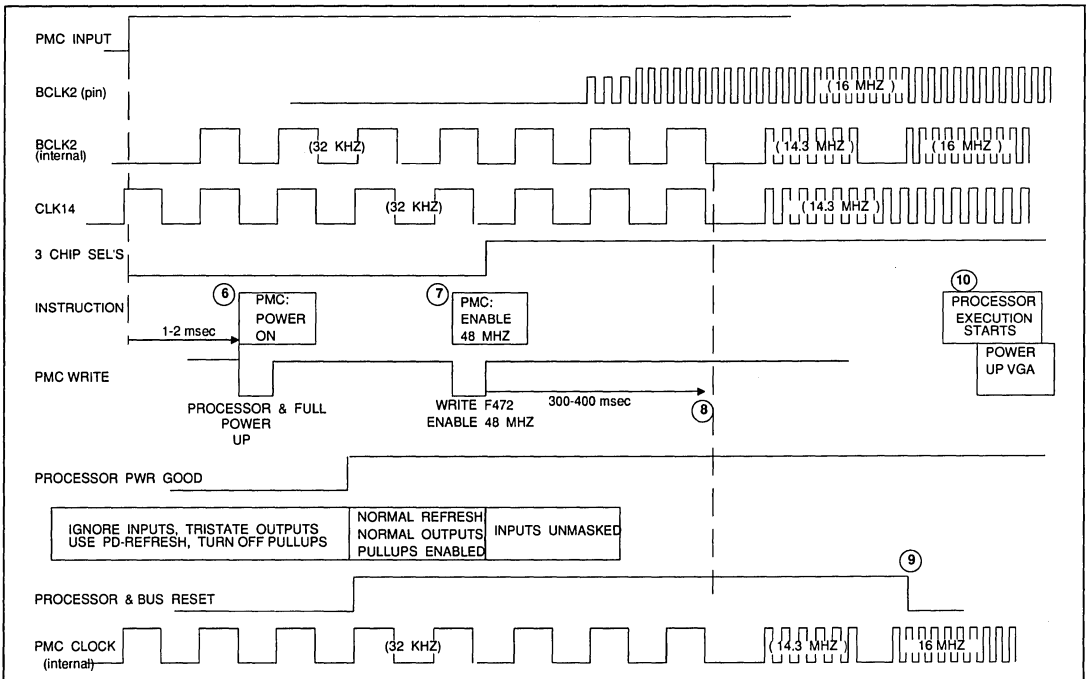 PMC INPUT
BCLK2 (pin)
( 16 MHZ )
BCLK2
(internal)
(32 KHZ)
( 14.3 MHZ )
( 16 MHZ )
CLK14
(32 KHZ)
( 14.3 MHZ )
3 CHIP SEL'S
INSTRUCTION
6
PMC:
POWER
ON
7
PMC:
ENABLE
48 MHZ
10
PROCESSOR
EXECUTION
STARTS
1-2 msec
POWER
UP VGA
PMC WRITE
PROCESSOR & FULL
POWER
UP
WRITE F472
ENABLE 48 MHZ
300-400 msec
8
PROCESSOR PWR GOOD
IGNORE INPUTS, TRISTATE OUTPUTS
USE PD-REFRESH, TURN OFF PULLUPS
NORMAL REFRESH
NORMAL OUTPUTS
PULLUPS ENABLED
INPUTS UNMASKED
9
PROCESSOR & BUS RESET
PMC CLOCK
(internal)
(32 KHZ)
( 14.3 MHZ )
16 MHZ